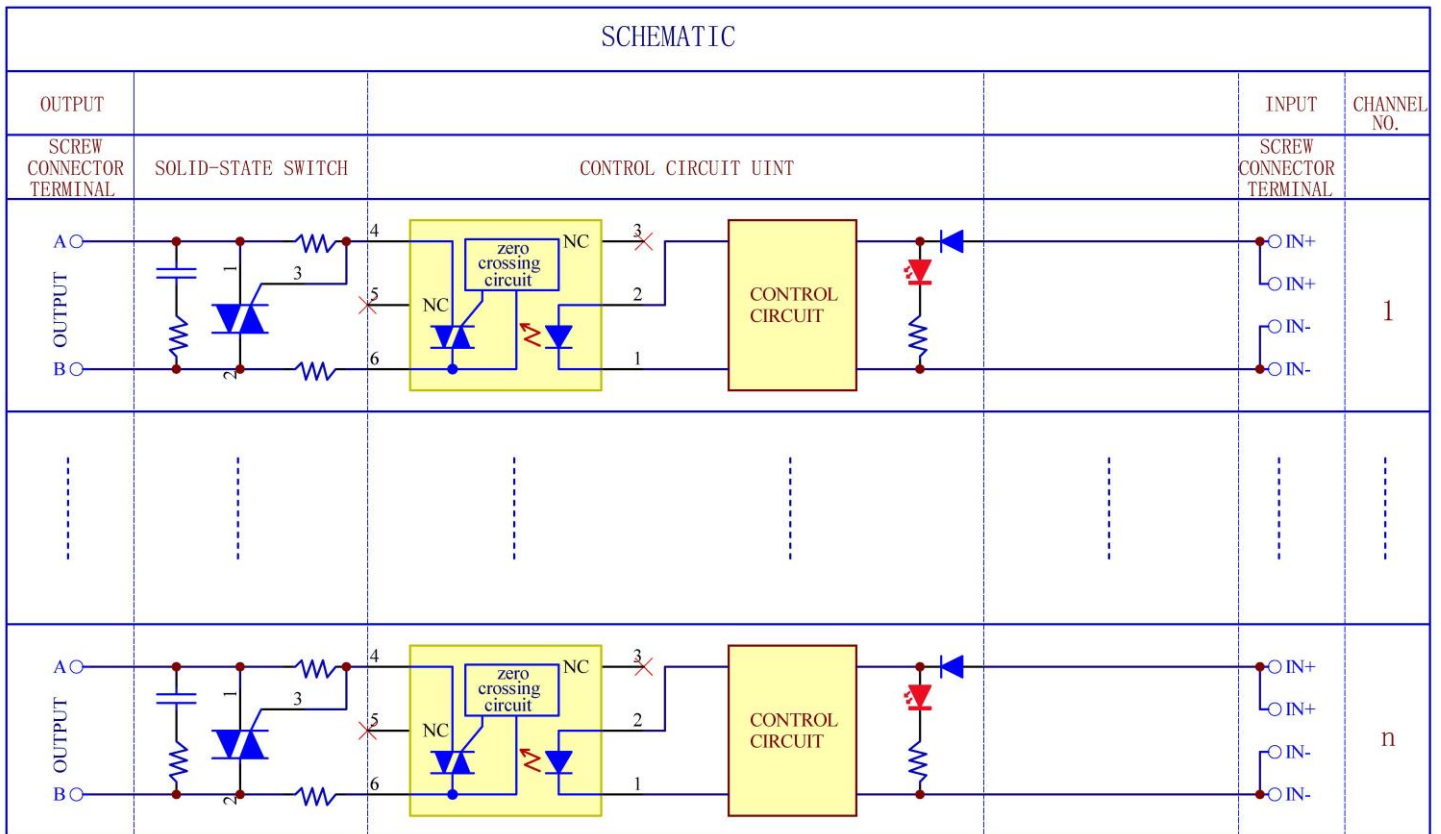 SCHEMATIC
OUTPUT
INPUT
CHANNEL
NO.
SCREW
CONNECTOR
TERMINAL
SOLID-STATE SWITCH
CONTROL CIRCUIT UINT
SCREW
CONNECTOR
TERMINAL
A
B
OUTPUT
1
2
3
4
5
6
NC
zero
crossing
circuit
NC
3
2
1
CONTROL
CIRCUIT
IN+
IN+
IN-
IN-
1
A
B
OUTPUT
1
2
3
4
5
6
NC
zero
crossing
circuit
NC
3
2
1
CONTROL
CIRCUIT
IN+
IN+
IN-
IN-
n